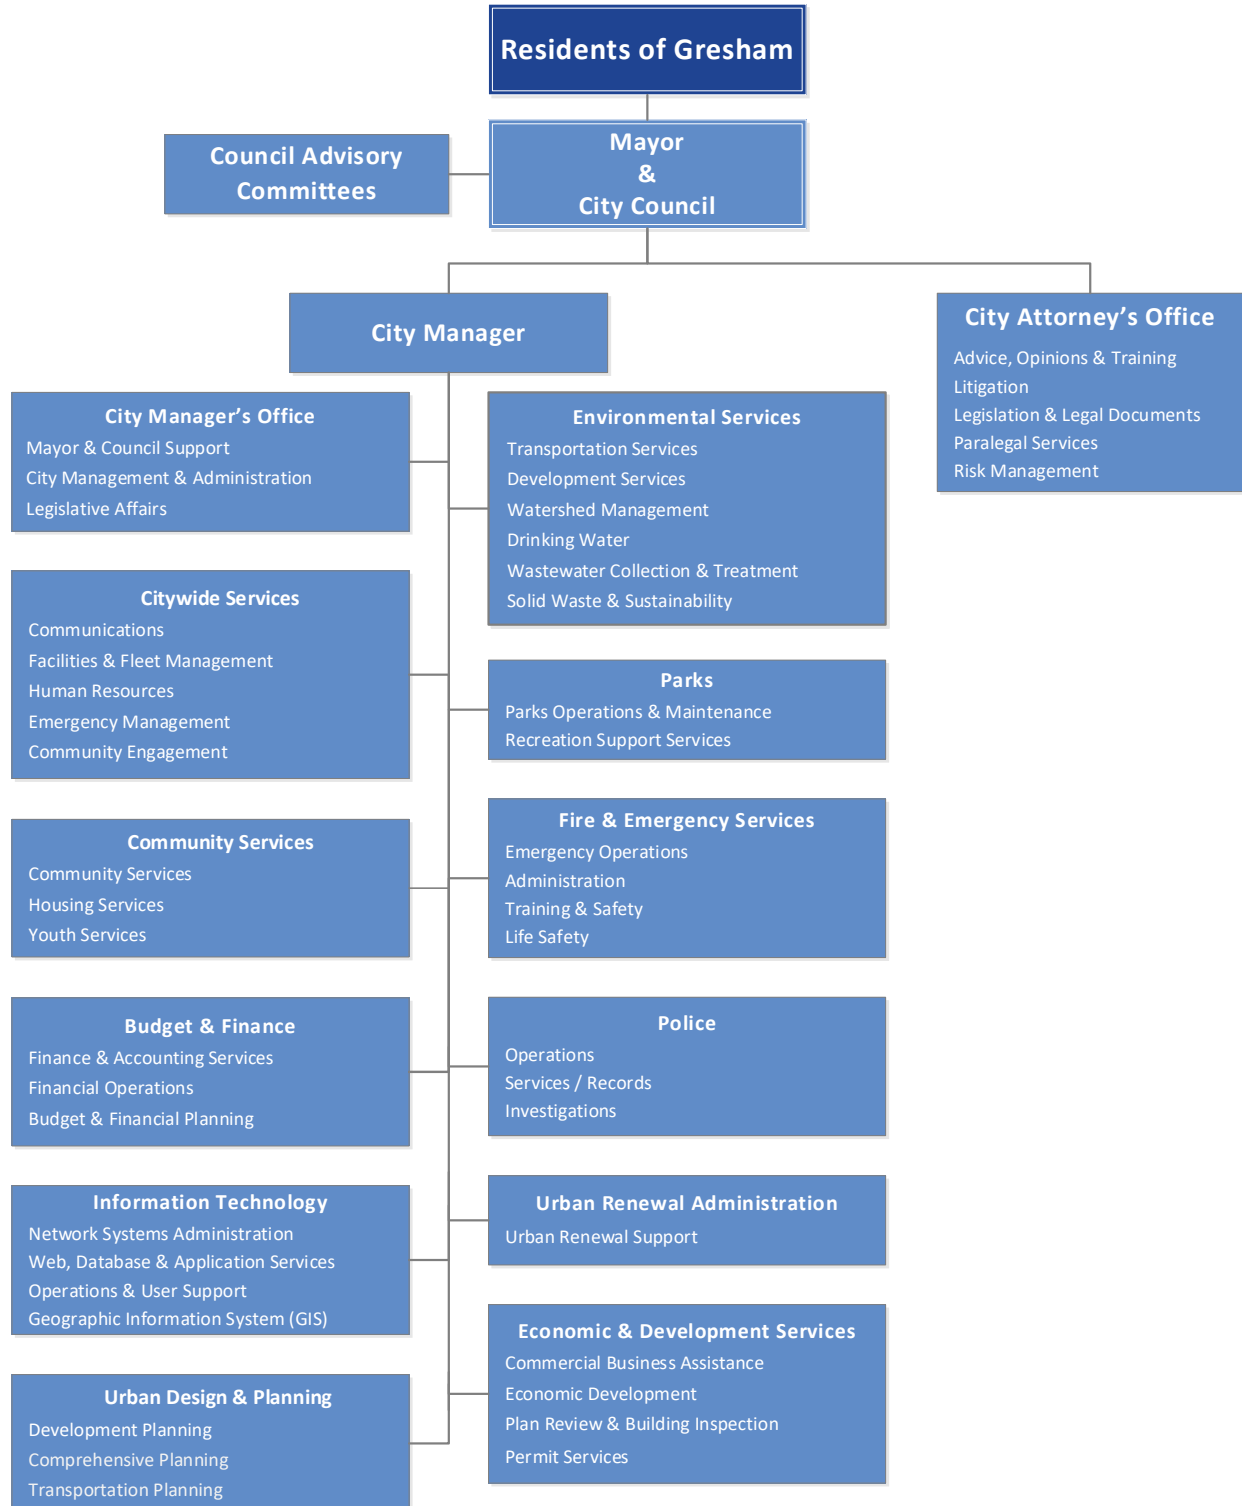 Residents of Gresham
Council Advisory
Committees
Mayor
&
City Council
City Manager
City Attorney’s Office
Advice, Opinions & Training
Litigation
Legislation & Legal Documents
Paralegal Services
Risk Management
City Manager’s Office
Mayor & Council Support
City Management & Administration
Legislative Affairs
Citywide Services
Communications
Facilities & Fleet Management
Human Resources
Emergency Management
Community Engagement
Community Services
Community Services
Housing Services
Youth Services
Budget & Finance
Finance & Accounting Services
Financial Operations
Budget & Financial Planning
Information Technology
Network Systems Administration
Web, Database & Application Services
Operations & User Support
Geographic Information System (GIS)
Urban Design & Planning
Development Planning
Comprehensive Planning
Transportation Planning
Environmental Services
Transportation Services
Development Services
Watershed Management
Drinking Water
Wastewater Collection & Treatment
Solid Waste & Sustainability
Parks
Parks Operations & Maintenance
Recreation Support Services
Fire & Emergency Services
Emergency Operations
Administration
Training & Safety
Life Safety
Police
Operations
Services / Records
Investigations
Urban Renewal Administration
Urban Renewal Support
Economic & Development Services
Commercial Business Assistance
Economic Development
Plan Review & Building Inspection
Permit Services